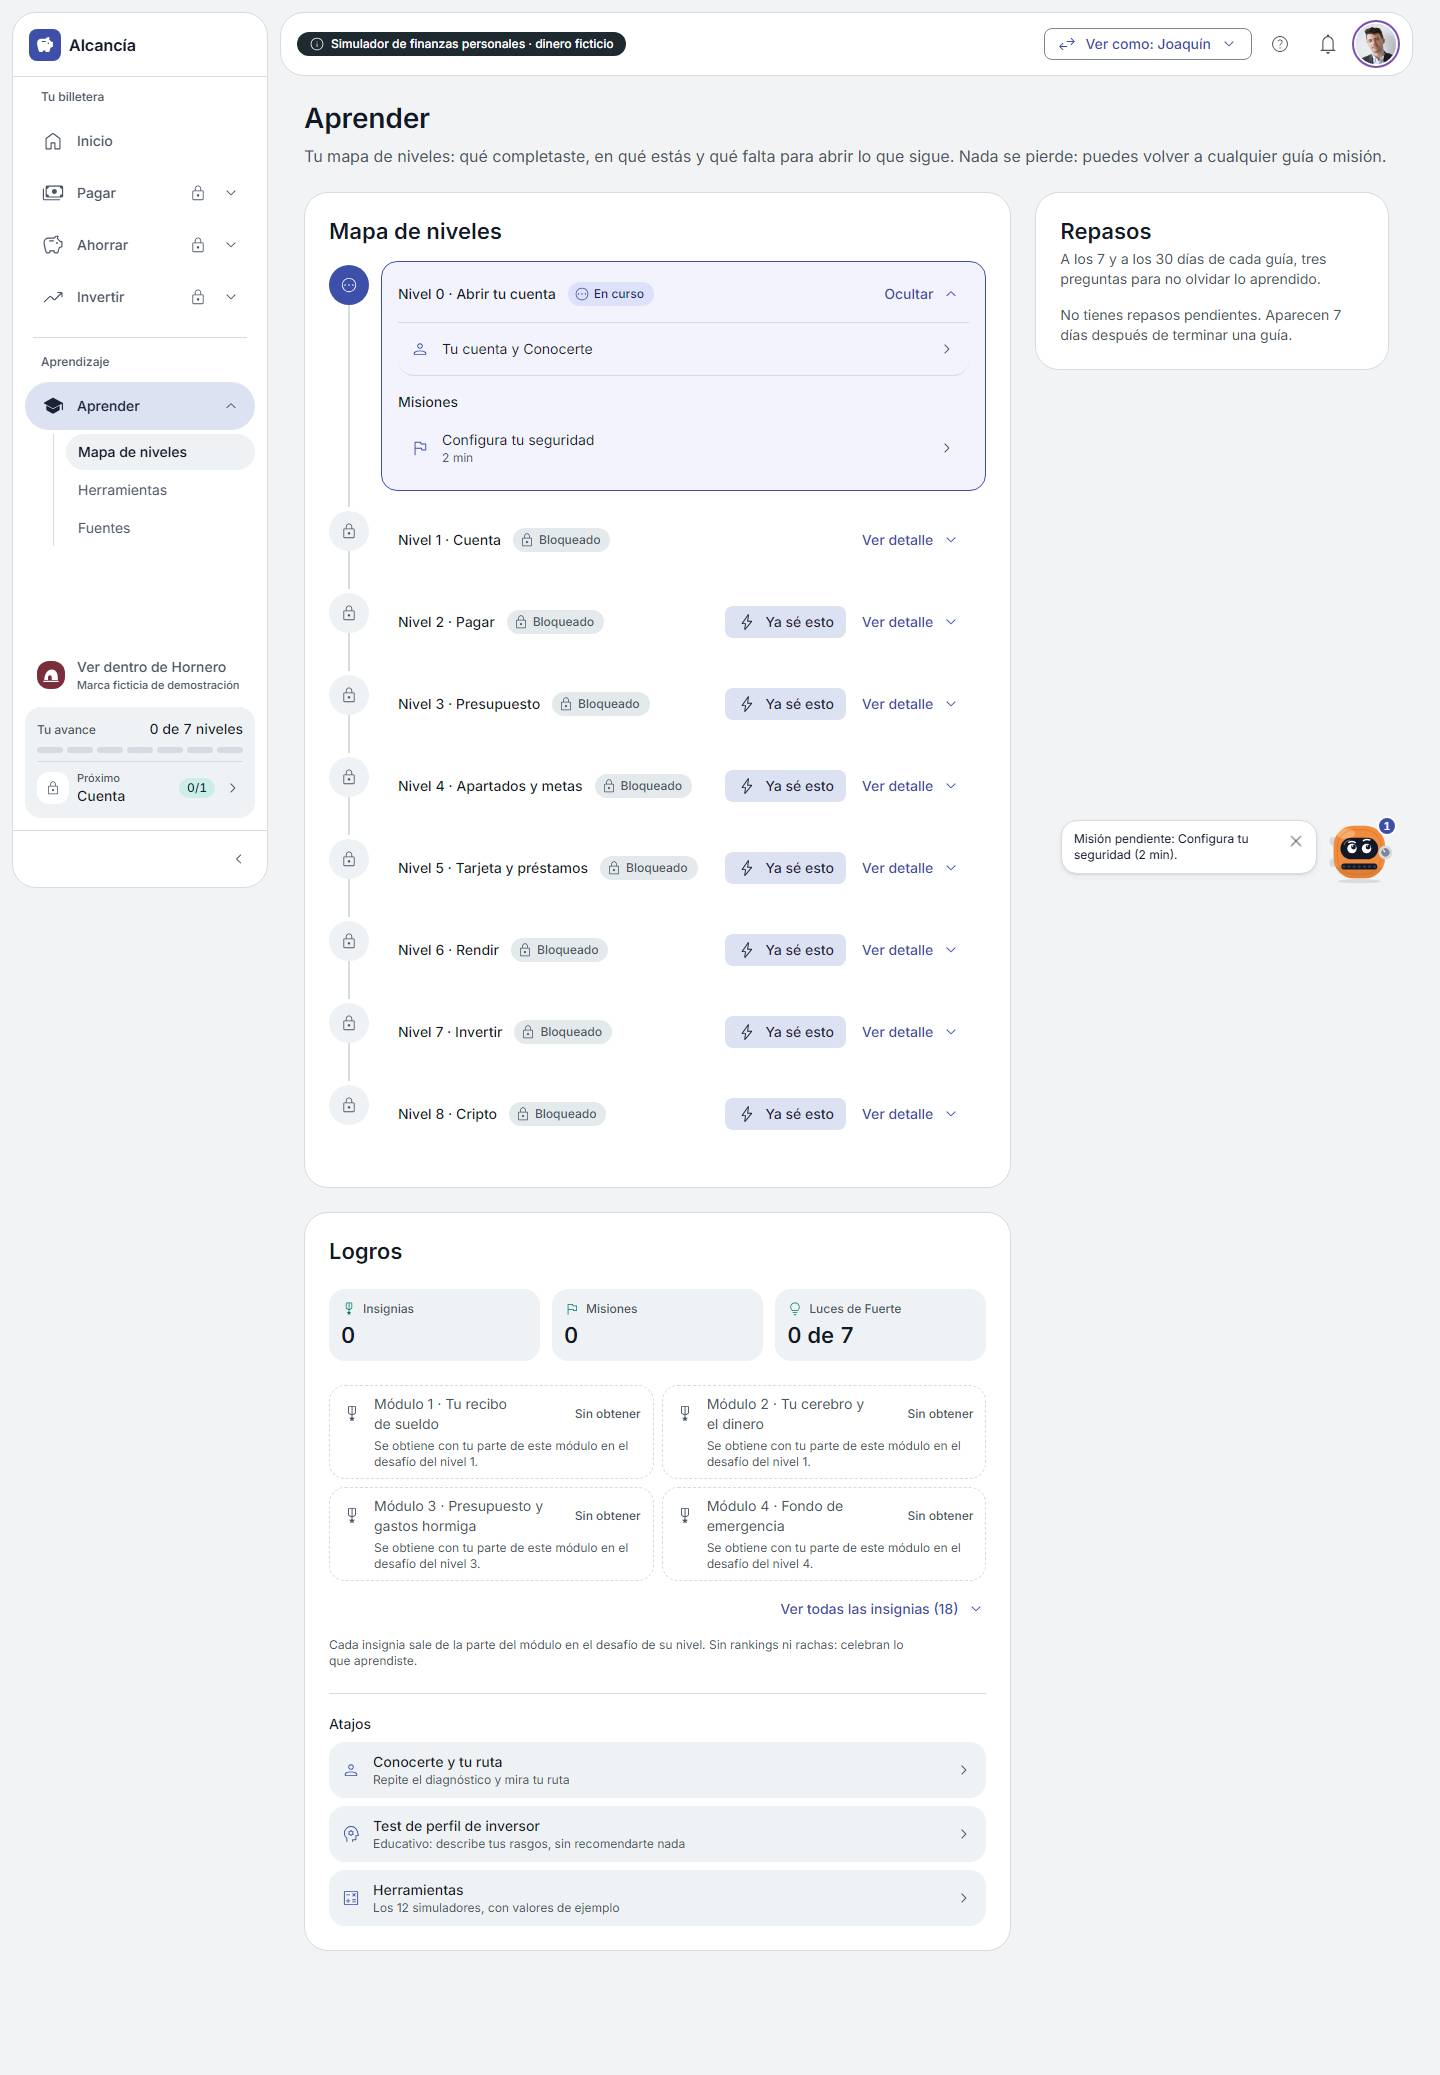 Alcancía
Simulador de finanzas personales · dinero ficticio
Ver como: Joaquín
Tu billetera
Inicio
Pagar
Ahorrar
Invertir
Aprendizaje
Aprender
Mapa de niveles
Herramientas
Fuentes
Ver dentro de Hornero
Marca ficticia de demostración
Tu avance
0 de 7 niveles
Próximo
Cuenta
0/1
Aprender
Tu mapa de niveles: qué completaste, en qué estás y qué falta para abrir lo que sigue. Nada se pierde: puedes volver a cualquier guía o misión.
Mapa de niveles
Nivel 0 · Abrir tu cuenta
En curso
Ocultar
Tu cuenta y Conocerte
Misiones
Configura tu seguridad
2 min
Nivel 1 · Cuenta
Bloqueado
Ver detalle
Nivel 2 · Pagar
Bloqueado
Ya sé esto
Ver detalle
Nivel 3 · Presupuesto
Bloqueado
Ya sé esto
Ver detalle
Nivel 4 · Apartados y metas
Bloqueado
Ya sé esto
Ver detalle
Nivel 5 · Tarjeta y préstamos
Bloqueado
Ya sé esto
Ver detalle
Nivel 6 · Rendir
Bloqueado
Ya sé esto
Ver detalle
Nivel 7 · Invertir
Bloqueado
Ya sé esto
Ver detalle
Nivel 8 · Cripto
Bloqueado
Ya sé esto
Ver detalle
Repasos
A los 7 y a los 30 días de cada guía, tres
preguntas para no olvidar lo aprendido.
No tienes repasos pendientes. Aparecen 7
días después de terminar una guía.
Misión pendiente: Configura tu
seguridad (2 min).
1
Logros
Insignias
0
Misiones
0
Luces de Fuerte
0 de 7
Módulo 1 · Tu recibo
de sueldo
Sin obtener
Se obtiene con tu parte de este módulo en el
desafío del nivel 1.
Módulo 2 · Tu cerebro y
el dinero
Sin obtener
Se obtiene con tu parte de este módulo en el
desafío del nivel 1.
Módulo 3 · Presupuesto y
gastos hormiga
Sin obtener
Se obtiene con tu parte de este módulo en el
desafío del nivel 3.
Módulo 4 · Fondo de
emergencia
Sin obtener
Se obtiene con tu parte de este módulo en el
desafío del nivel 4.
Ver todas las insignias (18)
Cada insignia sale de la parte del módulo en el desafío de su nivel. Sin rankings ni rachas: celebran lo
que aprendiste.
Atajos
Conocerte y tu ruta
Repite el diagnóstico y mira tu ruta
Test de perfil de inversor
Educativo: describe tus rasgos, sin recomendarte nada
Herramientas
Los 12 simuladores, con valores de ejemplo